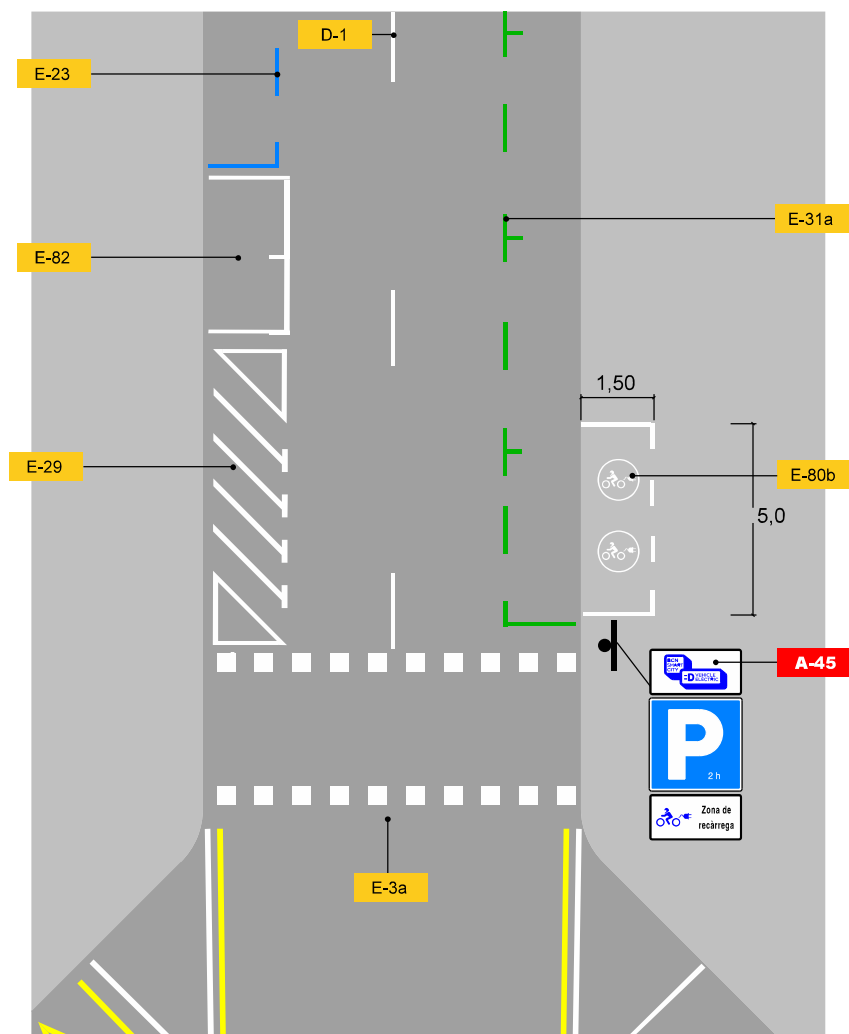 D-1
E-23
E-31a
E-82
1,50
E-29
E-80b
5,0
A-45
BCN
SMART
CITY
VEHICLE
ELÈCTRIC
P
2 h
Zona de
recàrrega
E-3a